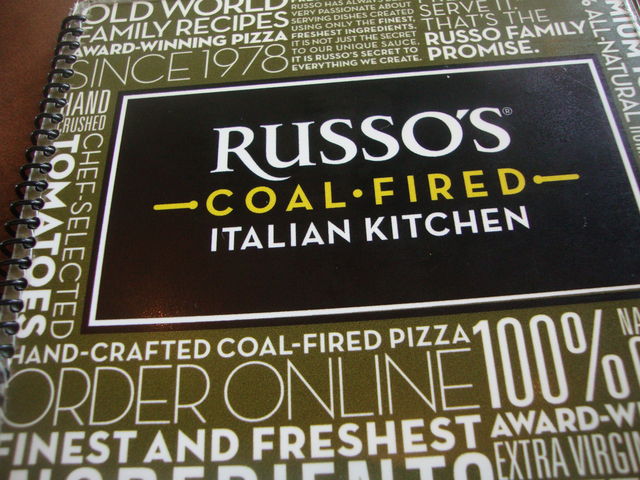 OLD WORLD
FAMILY RECIPES
AWARD-WINNING PIZZA
SINCE 1978
RUSSO HAS ALWAYS
VERY PASSIONATE ABOUT
SERVING DISHES CREATED
USING ONLY THE FINEST,
FRESHEST INGREDIENTS.
IT IS NOT JUST THE SECRET
TO OUR UNIQUE SAUCE.
IT IS RUSSO'S SECRET TO
EVERYTHING WE CREATE.
SERVE IT.
THAT'S THE
RUSSO FAMILY
PROMISE.
ALL-NATURAL
HAND
CRUSHED
TOMATOES
CHEF-SELECTED
RUSSO'S®
COAL•FIRED
ITALIAN KITCHEN
HAND-CRAFTED COAL-FIRED PIZZA
ORDER ONLINE
100%
FINEST AND FRESHEST
AWARD-W
EXTRA VIRGI